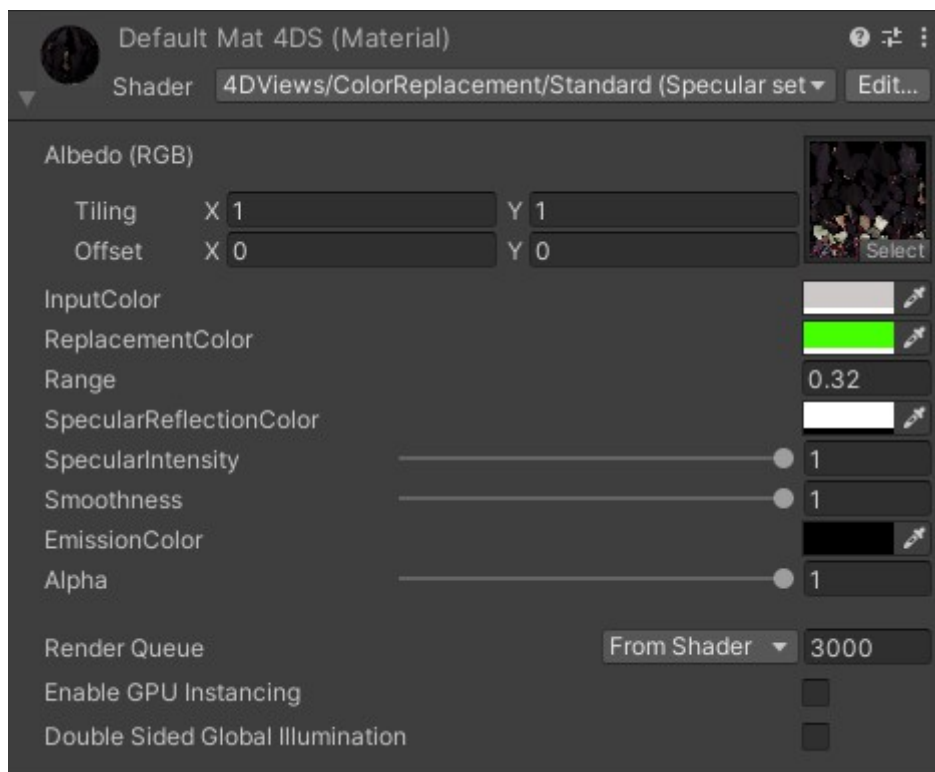 Default Mat 4DS (Material)
Shader 4DViews/ColorReplacement/Standard (Specular set Edit...
Albedo (RGB)
Tiling X 1 Y 1
Offset X 0 Y 0 Select
InputColor
ReplacementColor
Range 0.32
SpecularReflectionColor
SpecularIntensity 1
Smoothness 1
EmissionColor
Alpha 1
Render Queue From Shader 3000
Enable GPU Instancing
Double Sided Global Illumination